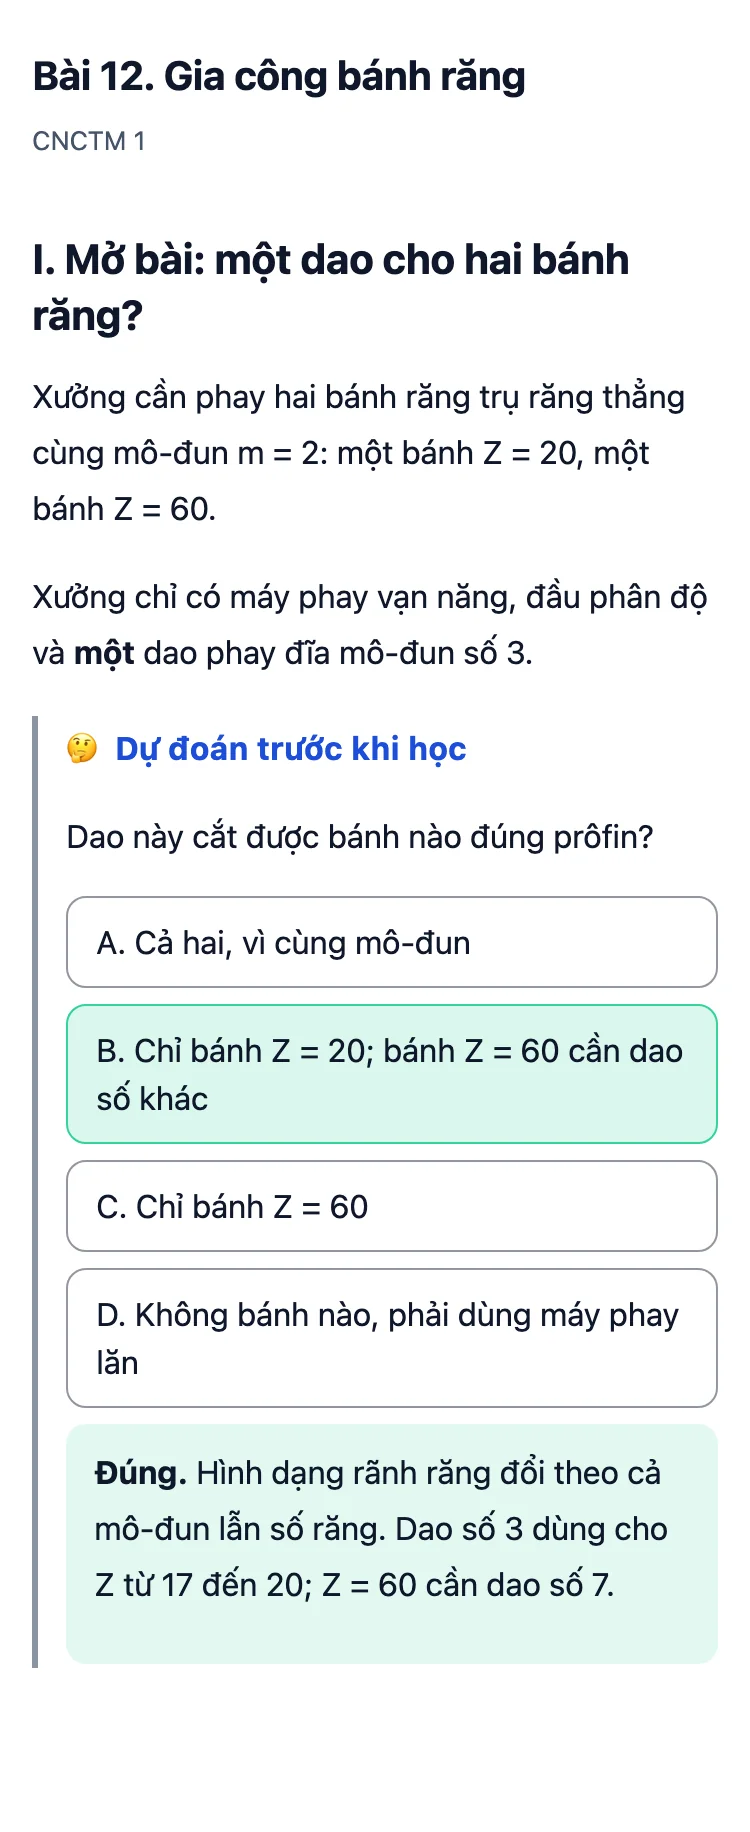 Bài 12. Gia công bánh răng
CNCTM 1
I. Mở bài: một dao cho hai bánh
răng?
Xưởng cần phay hai bánh răng trụ răng thẳng
cùng mô-đun m = 2: một bánh Z = 20, một
bánh Z = 60.
Xưởng chỉ có máy phay vạn năng, đầu phân độ
và một dao phay đĩa mô-đun số 3.
🤔 Dự đoán trước khi học
Dao này cắt được bánh nào đúng prôfin?
A. Cả hai, vì cùng mô-đun
B. Chỉ bánh Z = 20; bánh Z = 60 cần dao
số khác
C. Chỉ bánh Z = 60
D. Không bánh nào, phải dùng máy phay
lăn
Đúng. Hình dạng rãnh răng đổi theo cả
mô-đun lẫn số răng. Dao số 3 dùng cho
Z từ 17 đến 20; Z = 60 cần dao số 7.